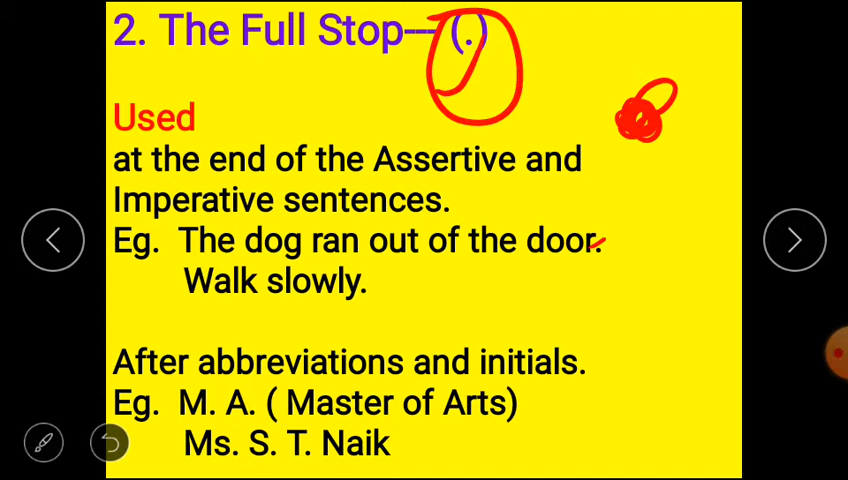 2. The Full Stop--- (.)
Used
at the end of the Assertive and
Imperative sentences.
Eg. The dog ran out of the door.
Walk slowly.
After abbreviations and initials.
Eg. M. A. ( Master of Arts)
Ms. S. T. Naik